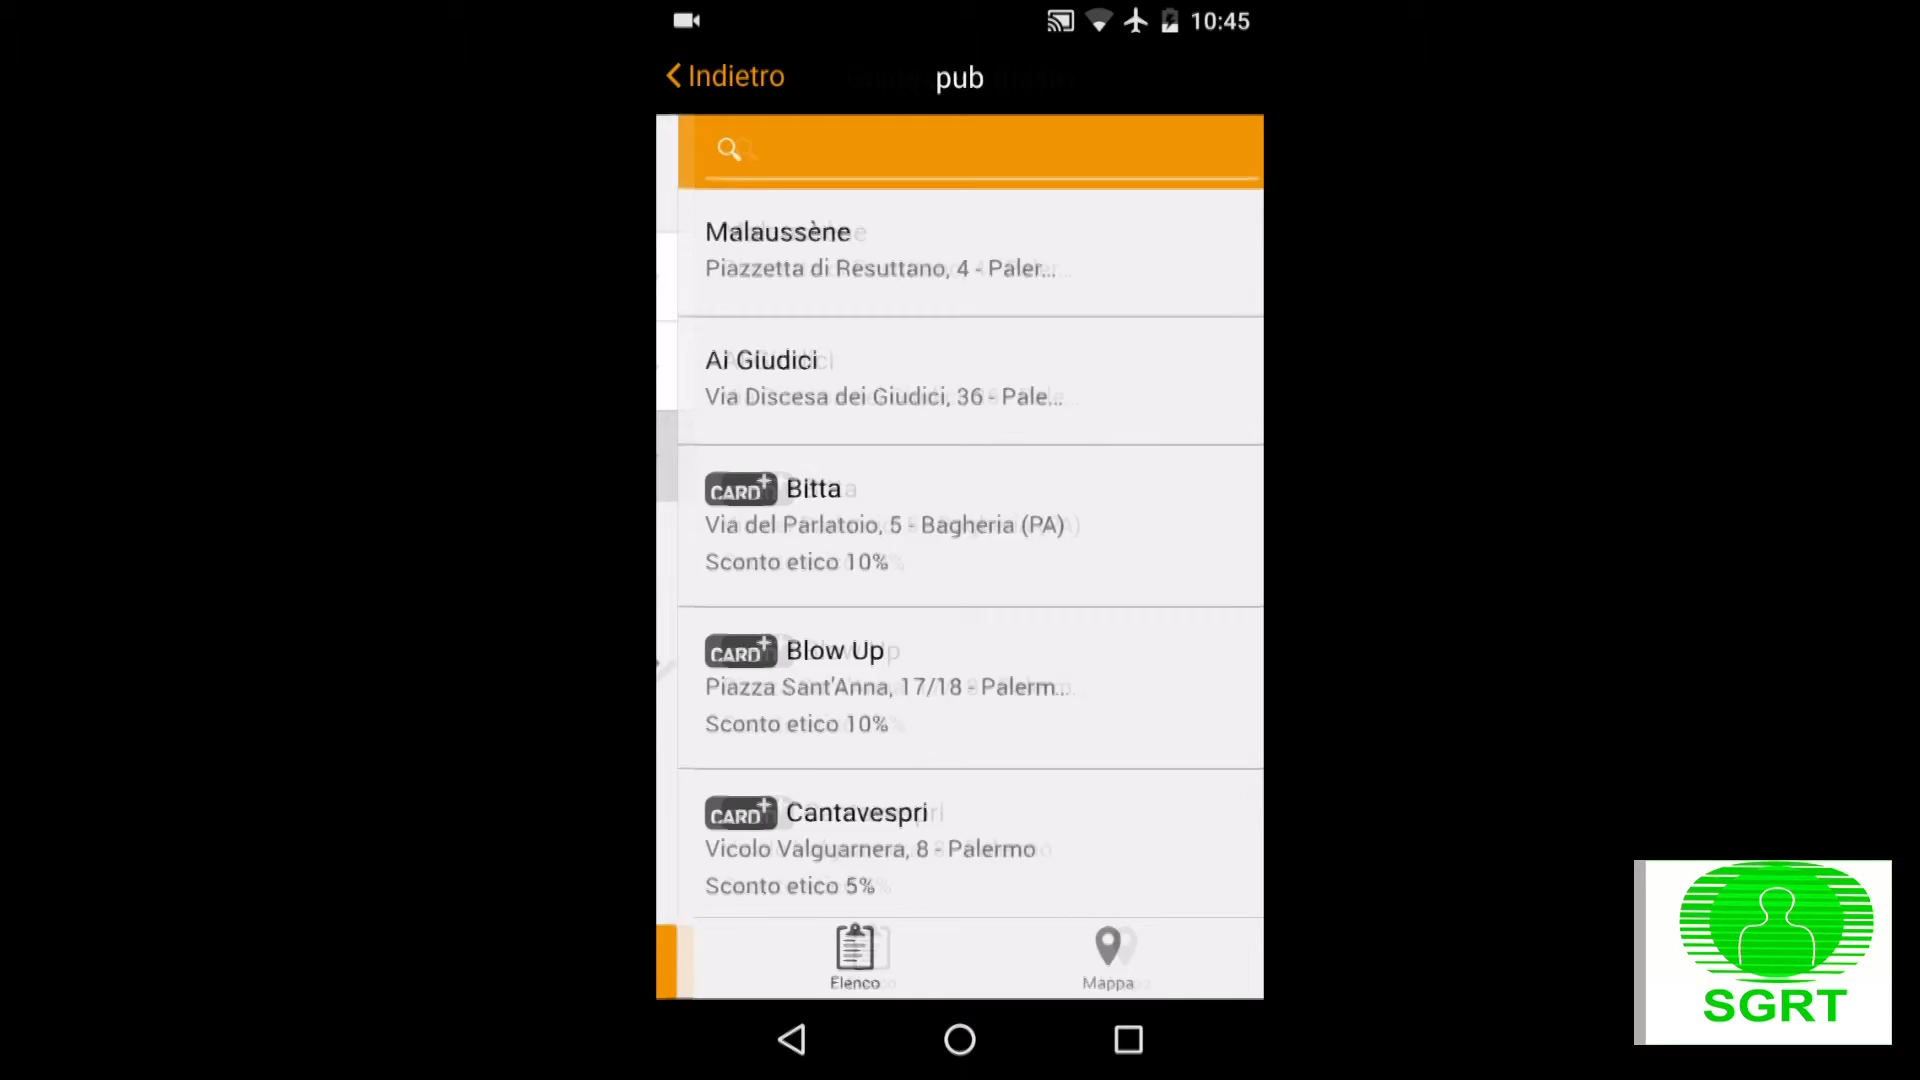 10:45
Indietro
pub
Malaussène
Piazzetta di Resuttano, 4 - Paler...
Ai Giudici
Via Discesa dei Giudici, 36 - Pale...
CARD+ Bitta
Via del Parlatoio, 5 - Bagheria (PA)
Sconto etico 10%
CARD+ Blow Up
Piazza Sant'Anna, 17/18 - Palerm...
Sconto etico 10%
CARD+ Cantavespri
Vicolo Valguarnera, 8 - Palermo
Sconto etico 5%
Elenco
Mappa
SGRT